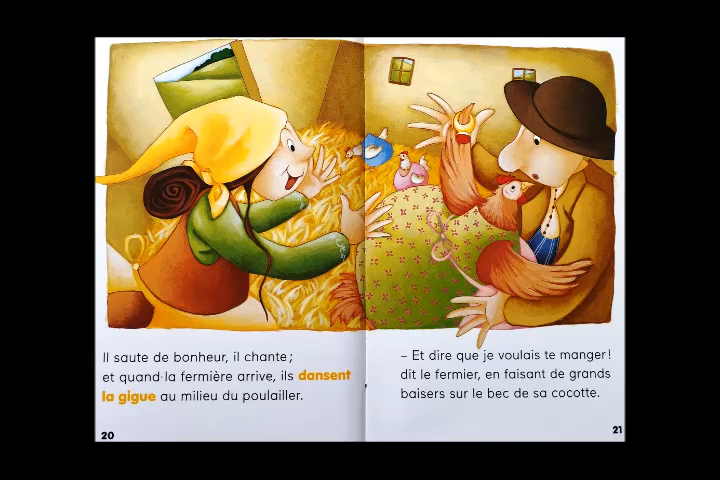 Il saute de bonheur, il chante ;
et quand la fermière arrive, ils dansent
la gigue au milieu du poulailler.
20
– Et dire que je voulais te manger !
dit le fermier, en faisant de grands
baisers sur le bec de sa cocotte.
21